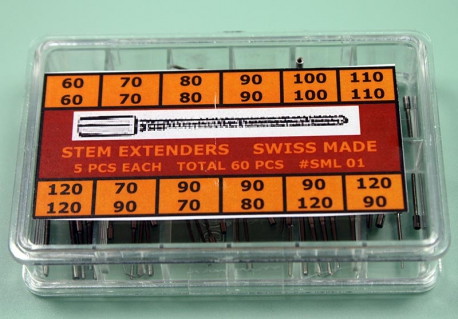 60 70 80 90 100 110
60 70 80 90 100 110
STEM EXTENDERS SWISS MADE
5 PCS EACH TOTAL 60 PCS #SML 01
120 70 90 90 90 120
120 90 70 80 120 90